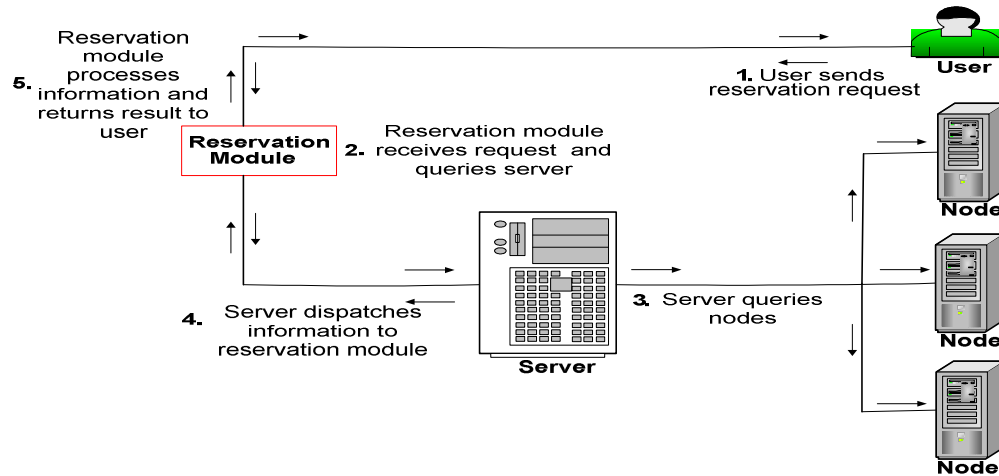 Reservation
module
5. processes
information and
returns result to
user
User
1. User sends
reservation request
Reservation
Module
Reservation module
2. receives request and
queries server
Node
3. Server queries
nodes
4. Server dispatches
information to
reservation module
Server
Node
Node